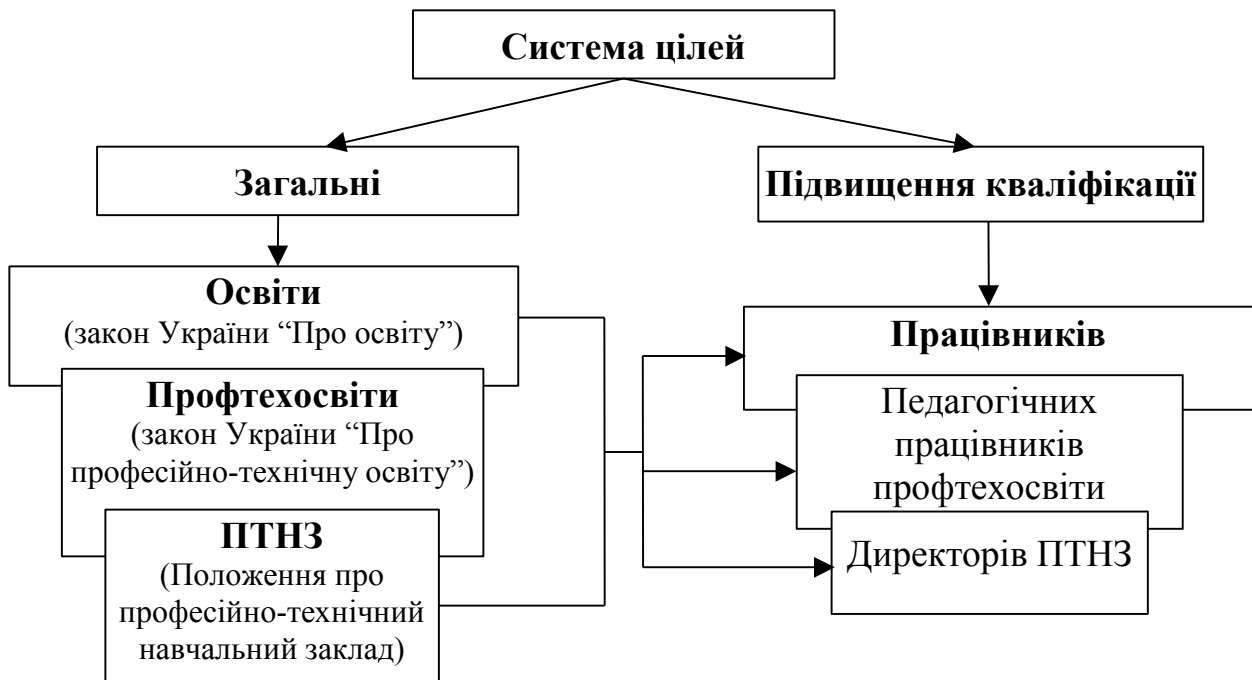 Система цілей
Загальні
Підвищення кваліфікації
Освіти
(закон України “Про освіту”)
Профтехосвіти
(закон України “Про
професійно-технічну освіту”)
ПТНЗ
(Положення про
професійно-технічний
навчальний заклад)
Працівників
Педагогічних
працівників
профтехосвіти
Директорів ПТНЗ